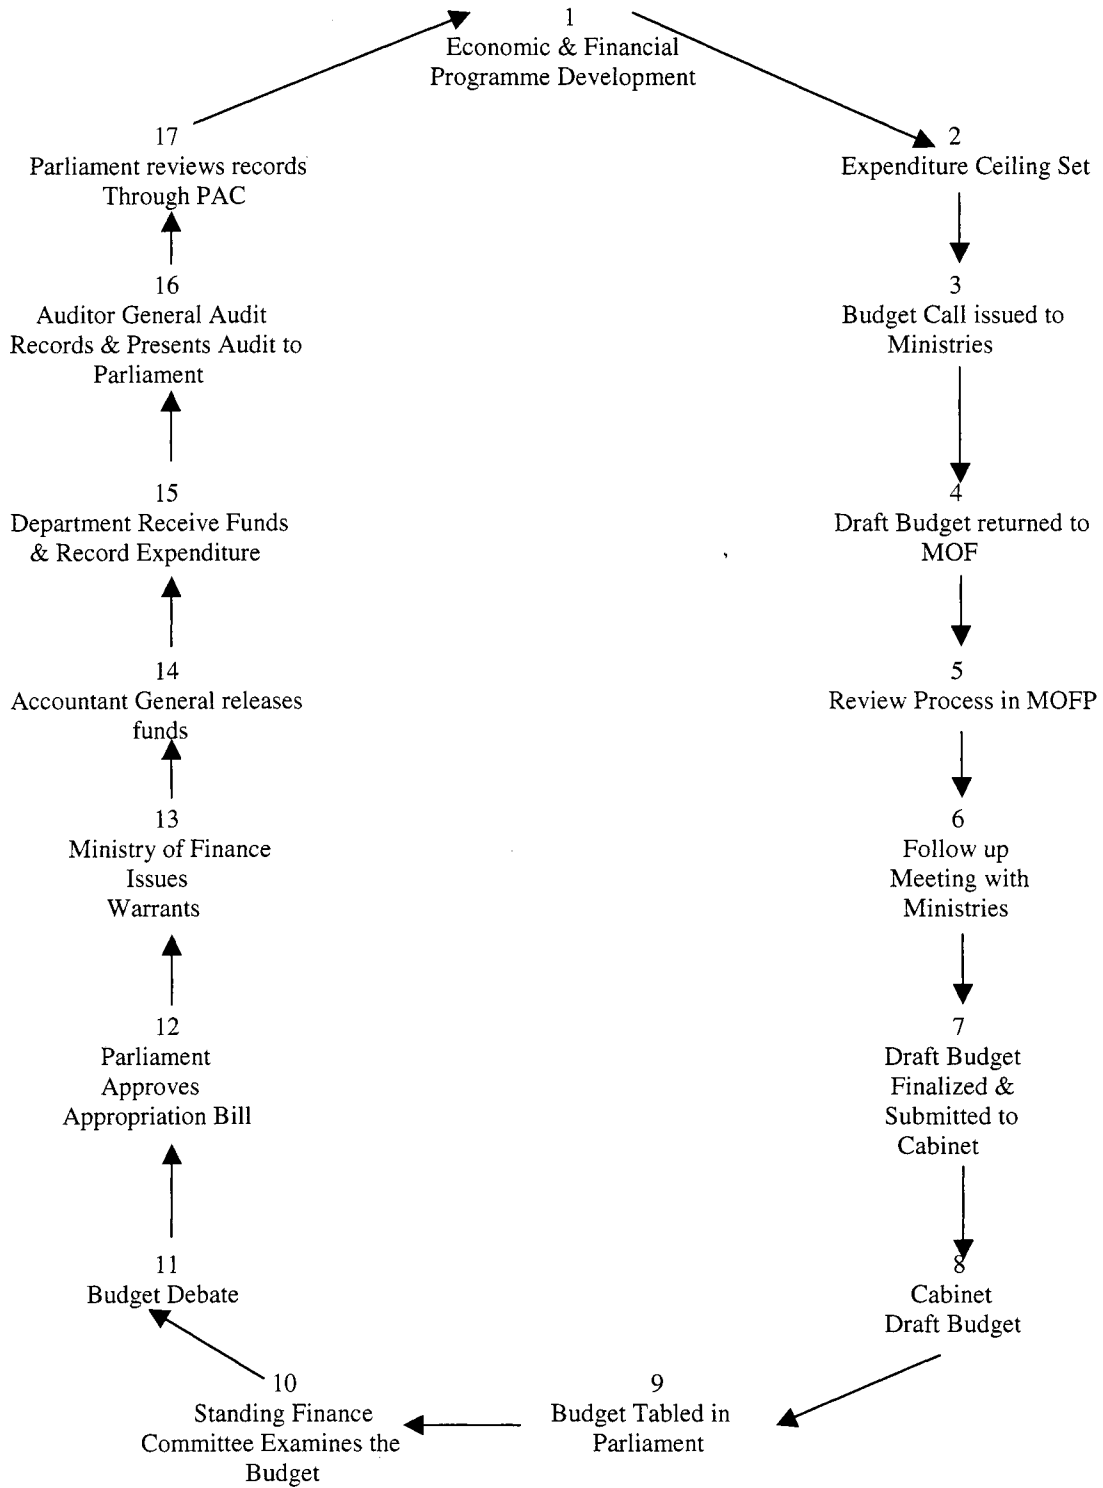 1
Economic & Financial
Programme Development
2
Expenditure Ceiling Set
3
Budget Call issued to
Ministries
4
Draft Budget returned to
MOF
5
Review Process in MOFP
6
Follow up
Meeting with
Ministries
7
Draft Budget
Finalized &
Submitted to
Cabinet
8
Cabinet
Draft Budget
9
Budget Tabled in
Parliament
10
Standing Finance
Committee Examines the
Budget
11
Budget Debate
12
Parliament
Approves
Appropriation Bill
13
Ministry of Finance
Issues
Warrants
14
Accountant General releases
funds
15
Department Receive Funds
& Record Expenditure
16
Auditor General Audit
Records & Presents Audit to
Parliament
17
Parliament reviews records
Through PAC